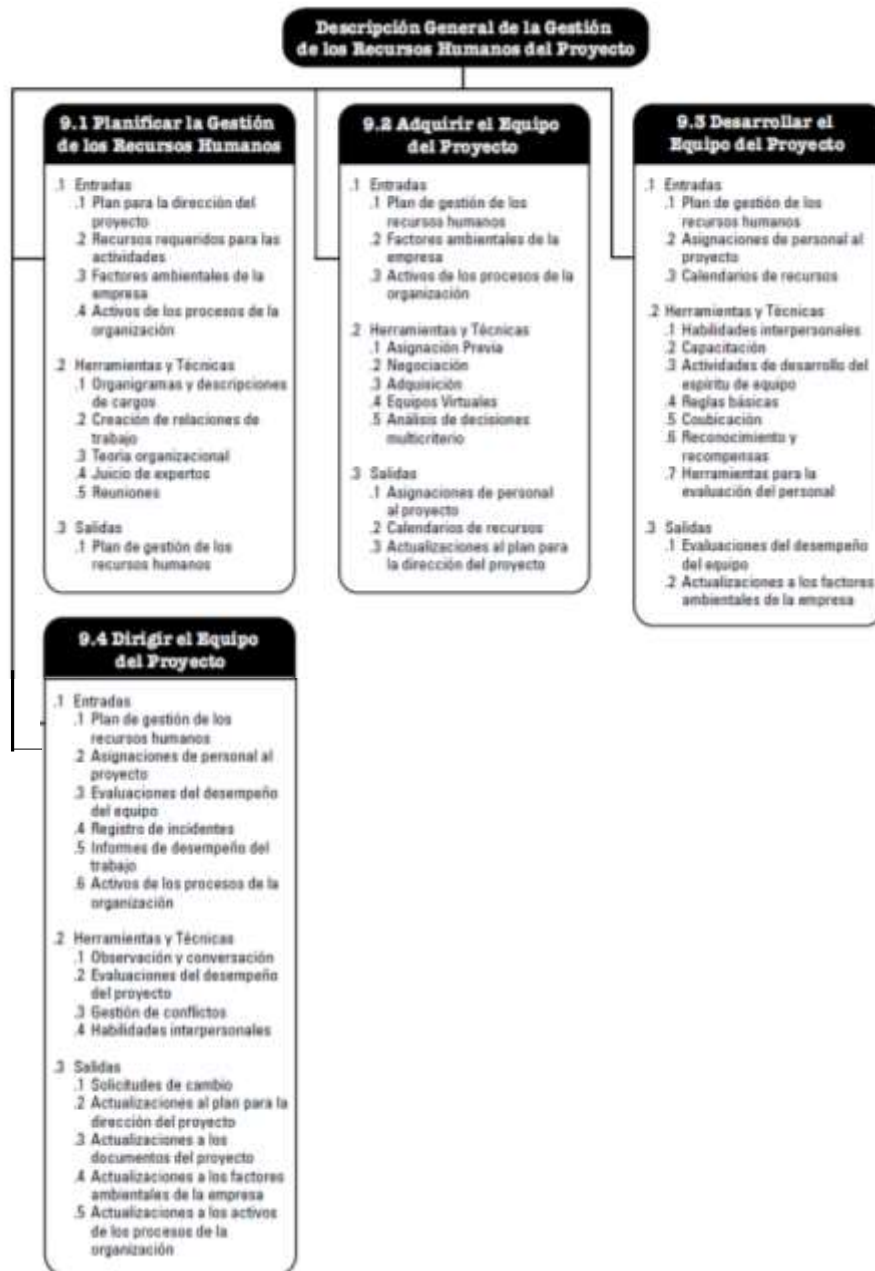 Descripción General de la Gestión
de los Recursos Humanos del Proyecto
9.1 Planificar la Gestión
de los Recursos Humanos
.1 Entradas
.1 Plan para la dirección del
proyecto
.2 Recursos requeridos para las
actividades
.3 Factores ambientales de la
empresa
.4 Activos de los procesos de la
organización
.2 Herramientas y Técnicas
.1 Organigramas y descripciones
de cargos
.2 Creación de relaciones de
trabajo
.3 Teoría organizacional
.4 Juicio de expertos
.5 Reuniones
.3 Salidas
.1 Plan de gestión de los
recursos humanos
9.2 Adquirir el Equipo
del Proyecto
.1 Entradas
.1 Plan de gestión de los
recursos humanos
.2 Factores ambientales de la
empresa
.3 Activos de los procesos de la
organización
.2 Herramientas y Técnicas
.1 Asignación Previa
.2 Negociación
.3 Adquisición
.4 Equipos Virtuales
.5 Análisis de decisiones
multicriterio
.3 Salidas
.1 Asignaciones de personal
al proyecto
.2 Calendarios de recursos
.3 Actualizaciones al plan para
la dirección del proyecto
9.3 Desarrollar el
Equipo del Proyecto
.1 Entradas
.1 Plan de gestión de los
recursos humanos
.2 Asignaciones de personal al
proyecto
.3 Calendarios de recursos
.2 Herramientas y Técnicas
.1 Habilidades interpersonales
.2 Capacitación
.3 Actividades de desarrollo del
espíritu de equipo
.4 Reglas básicas
.5 Coubicación
.6 Reconocimiento y
recompensas
.7 Herramientas para la
evaluación del personal
.3 Salidas
.1 Evaluaciones del desempeño
del equipo
.2 Actualizaciones a los factores
ambientales de la empresa
9.4 Dirigir el Equipo
del Proyecto
.1 Entradas
.1 Plan de gestión de los
recursos humanos
.2 Asignaciones de personal al
proyecto
.3 Evaluaciones del desempeño
del equipo
.4 Registro de incidentes
.5 Informes de desempeño del
trabajo
.6 Activos de los procesos de la
organización
.2 Herramientas y Técnicas
.1 Observación y conversación
.2 Evaluaciones del desempeño
del proyecto
.3 Gestión de conflictos
.4 Habilidades interpersonales
.3 Salidas
.1 Solicitudes de cambio
.2 Actualizaciones al plan para la
dirección del proyecto
.3 Actualizaciones a los
documentos del proyecto
.4 Actualizaciones a los factores
ambientales de la empresa
.5 Actualizaciones a los activos
de los procesos de la
organización